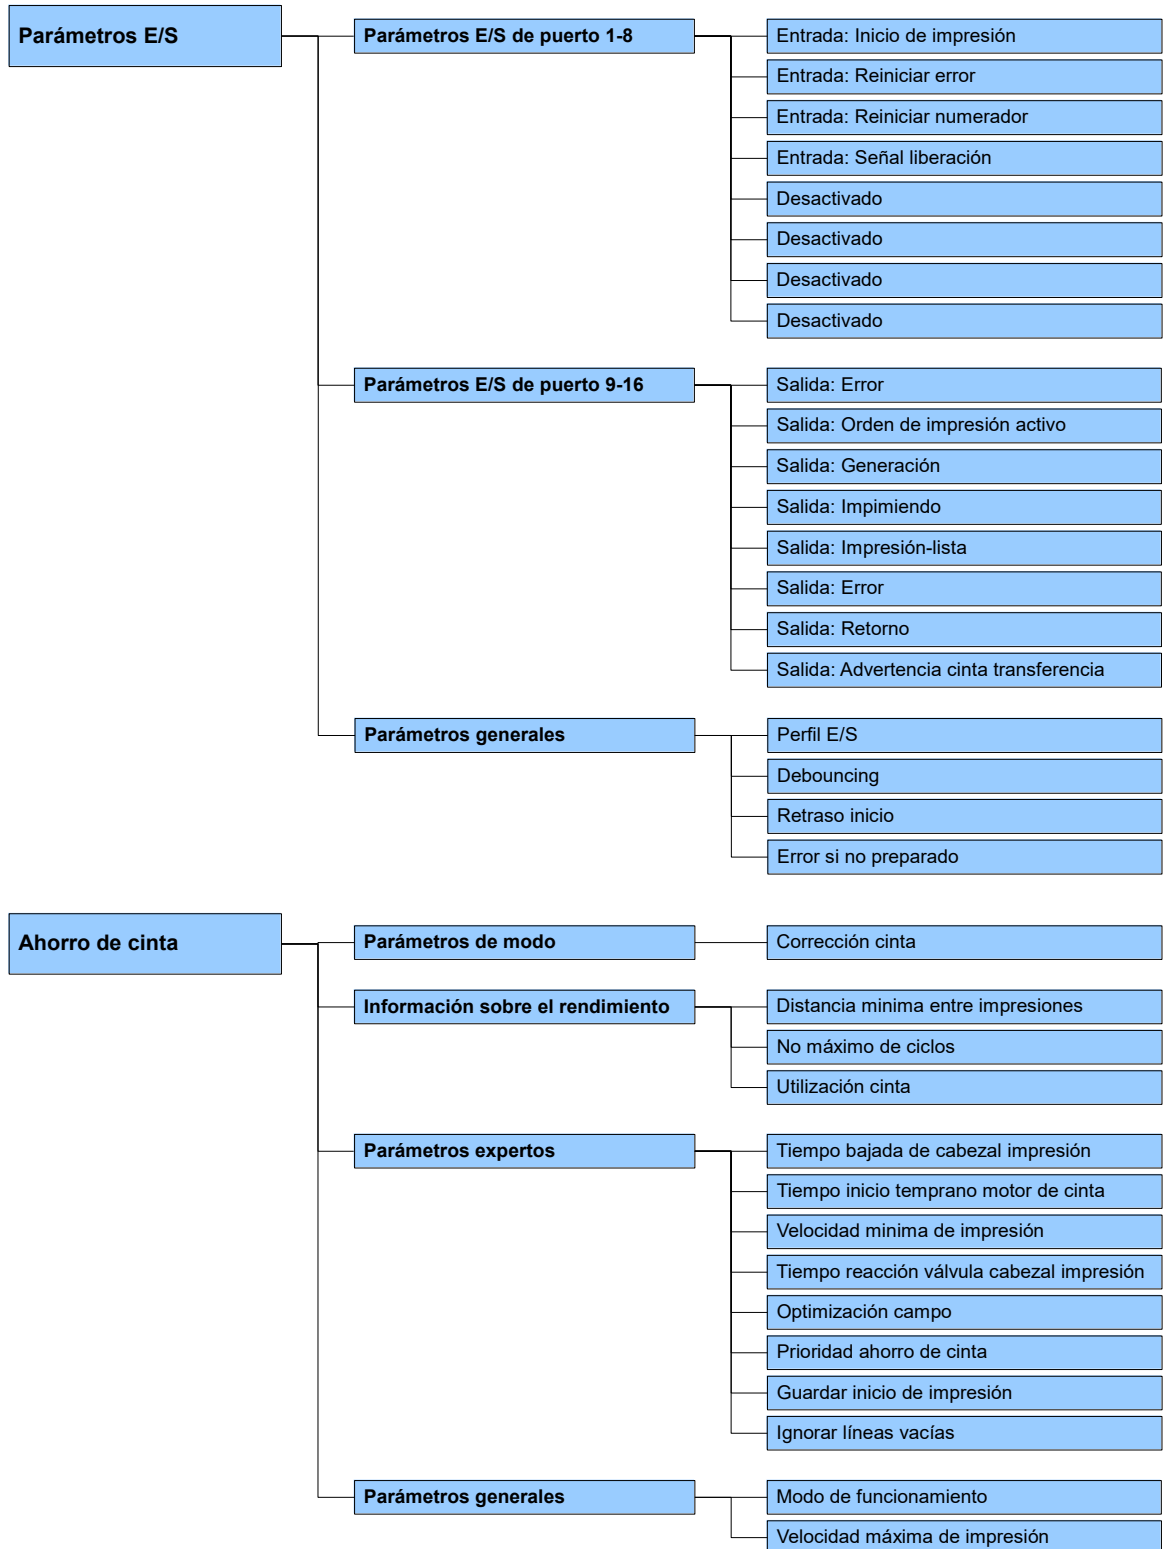 Parámetros E/S
Parámetros E/S de puerto 1-8
Entrada: Inicio de impresión
Entrada: Reiniciar error
Entrada: Reiniciar numerador
Entrada: Señal liberación
Desactivado
Desactivado
Desactivado
Desactivado
Parámetros E/S de puerto 9-16
Salida: Error
Salida: Orden de impresión activo
Salida: Generación
Salida: Impimiendo
Salida: Impresión-lista
Salida: Error
Salida: Retorno
Salida: Advertencia cinta transferencia
Parámetros generales
Perfil E/S
Debouncing
Retraso inicio
Error si no preparado
Ahorro de cinta
Parámetros de modo
Corrección cinta
Información sobre el rendimiento
Distancia minima entre impresiones
No máximo de ciclos
Utilización cinta
Parámetros expertos
Tiempo bajada de cabezal impresión
Tiempo inicio temprano motor de cinta
Velocidad minima de impresión
Tiempo reacción válvula cabezal impresión
Optimización campo
Prioridad ahorro de cinta
Guardar inicio de impresión
Ignorar líneas vacías
Parámetros generales
Modo de funcionamiento
Velocidad máxima de impresión